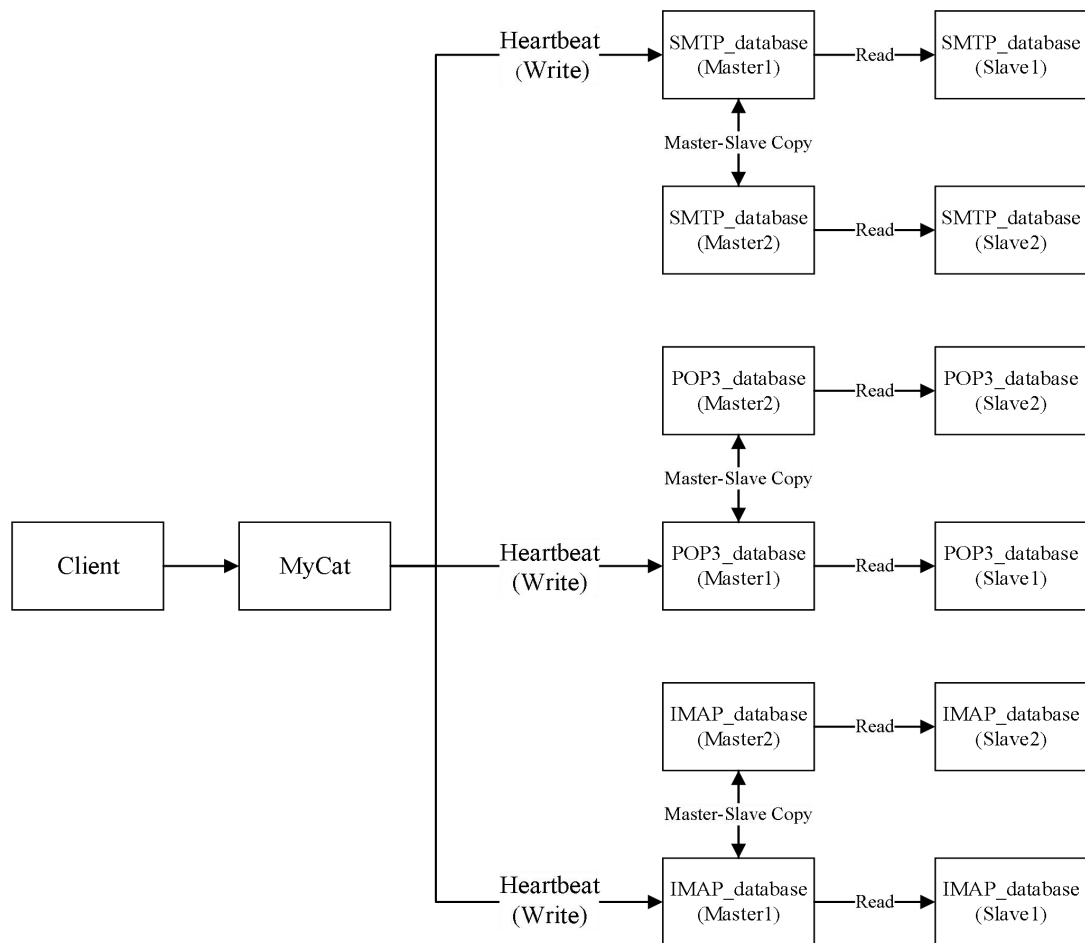 Heartbeat
(Write)
SMTP_database
(Master1)
Read
SMTP_database
(Slave1)
Master-Slave Copy
SMTP_database
(Master2)
Read
SMTP_database
(Slave2)
POP3_database
(Master2)
Read
POP3_database
(Slave2)
Master-Slave Copy
Client
MyCat
Heartbeat
(Write)
POP3_database
(Master1)
Read
POP3_database
(Slave1)
IMAP_database
(Master2)
Read
IMAP_database
(Slave2)
Master-Slave Copy
Heartbeat
(Write)
IMAP_database
(Master1)
Read
IMAP_database
(Slave1)